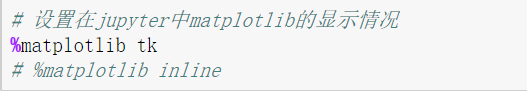 # 设置在jupyter中matplotlib的显示情况
%matplotlib tk
# %matplotlib inline